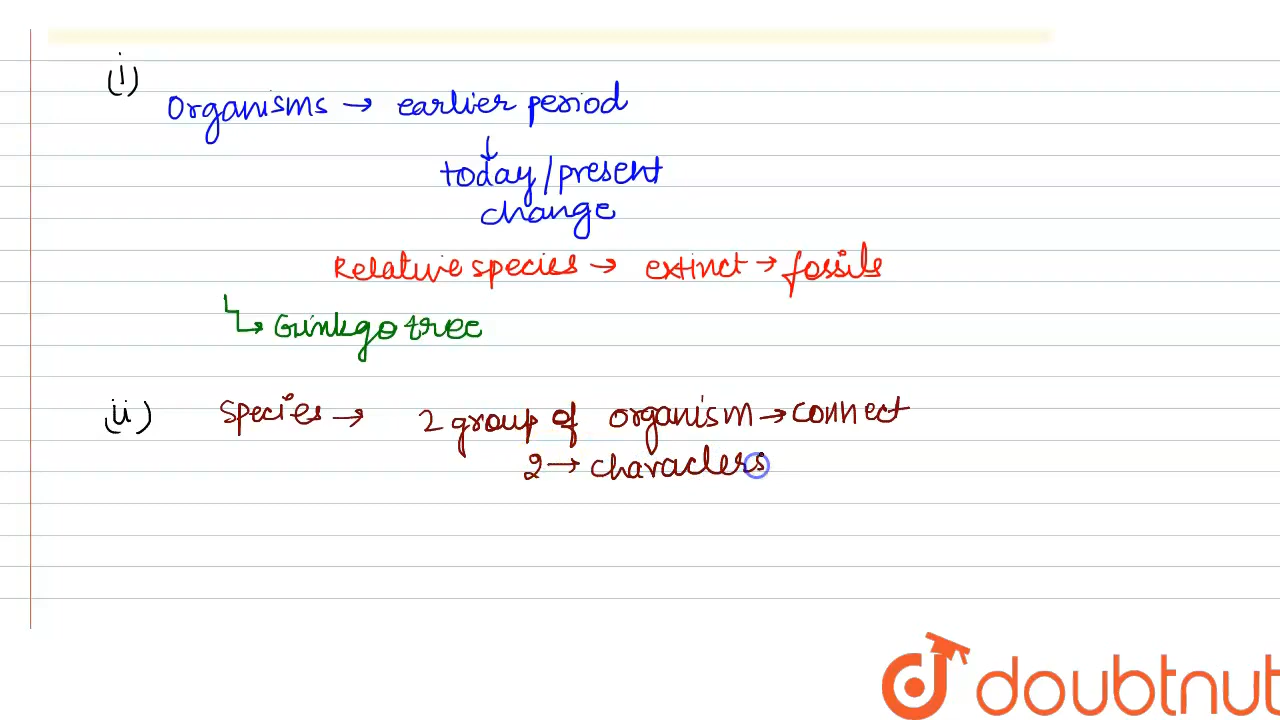 (i)
Organisms → earlier period
↓
today/present
change
Relative species → extinct → fossils
↳ Ginkgo tree
(ii) Species → 2 group of organism → connect
2 → characters
doubtnut